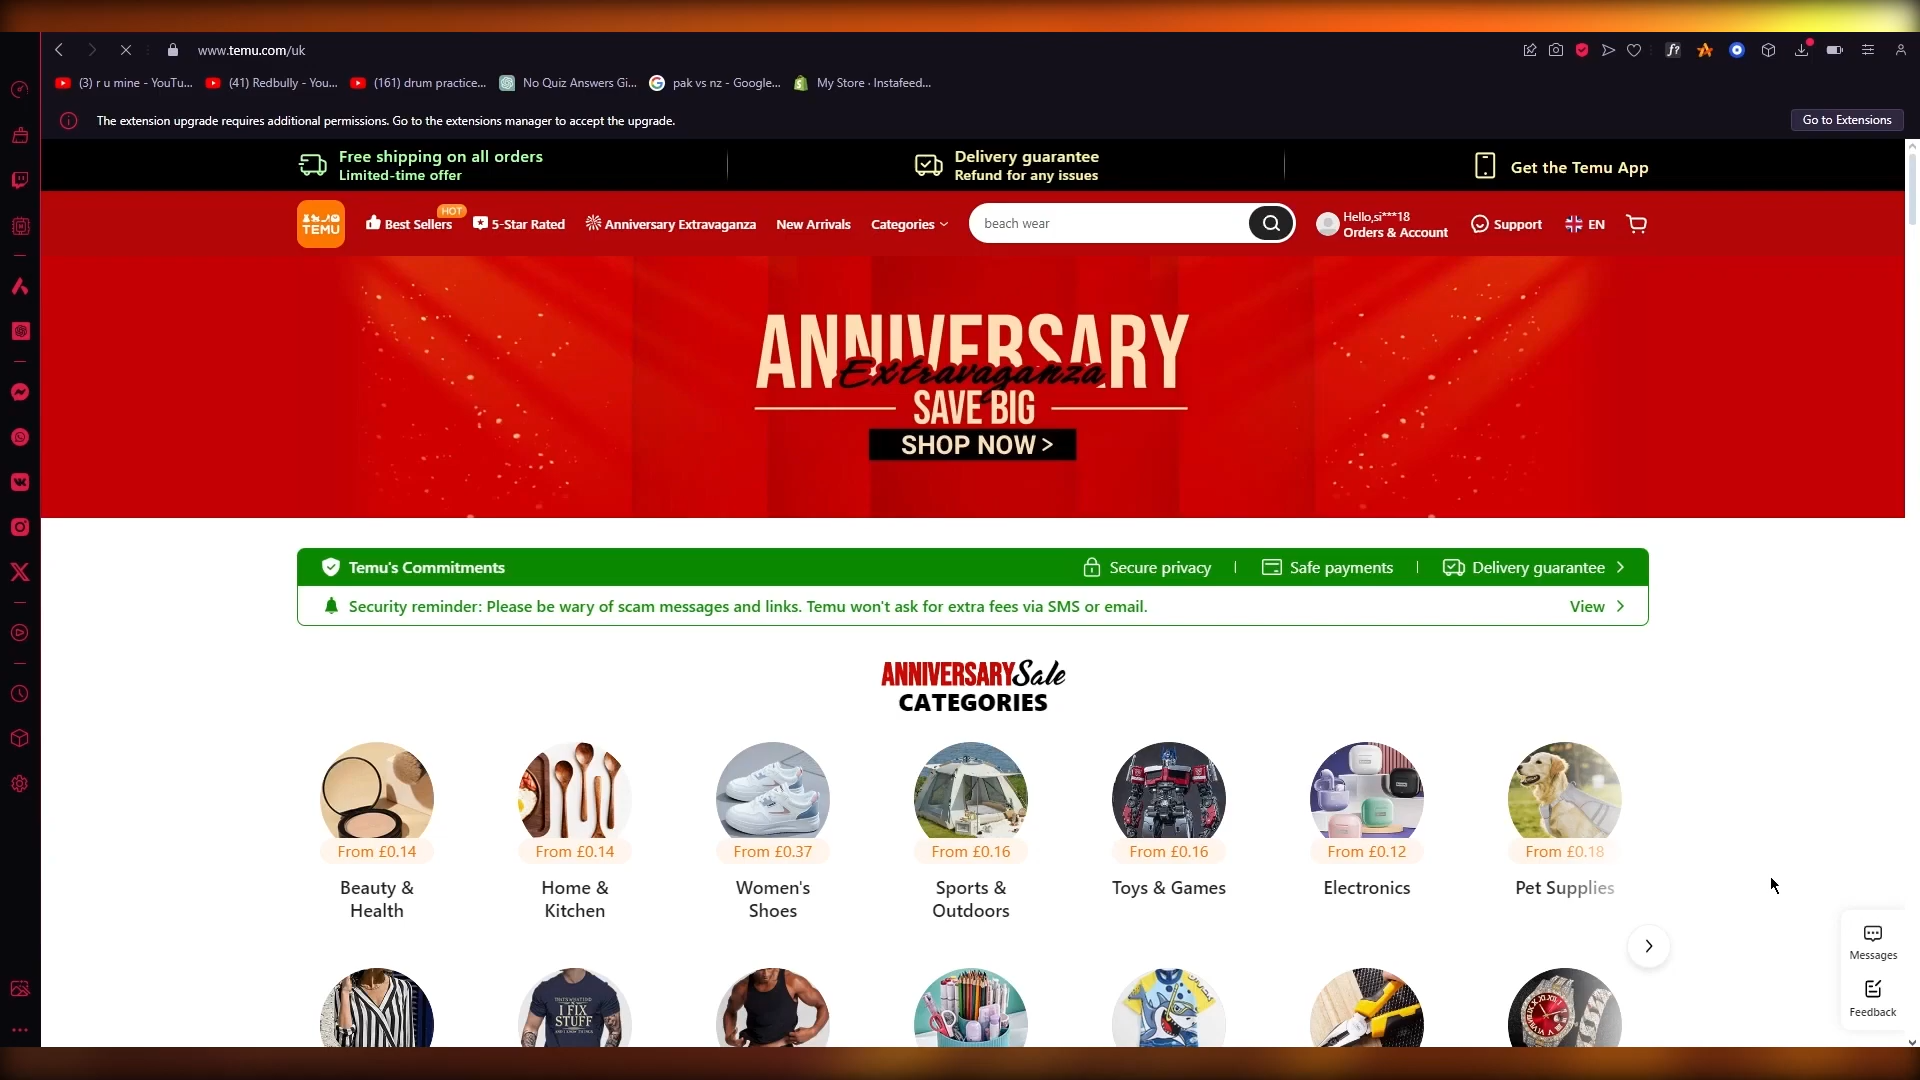 www.temu.com/uk
(3) r u mine - YouTu...
(41) Redbully - You...
(161) drum practice...
No Quiz Answers Gi...
pak vs nz - Google...
My Store · Instafeed...
The extension upgrade requires additional permissions. Go to the extensions manager to accept the upgrade.
Go to Extensions
Free shipping on all orders
Limited-time offer
Delivery guarantee
Refund for any issues
Get the Temu App
TEMU
Best Sellers
HOT
5-Star Rated
Anniversary Extravaganza
New Arrivals
Categories
beach wear
Hello,si***18
Orders & Account
Support
EN
ANNIVERSARY
Extravaganza
SAVE BIG
SHOP NOW >
Temu's Commitments
Secure privacy
Safe payments
Delivery guarantee
Security reminder: Please be wary of scam messages and links. Temu won't ask for extra fees via SMS or email.
View
ANNIVERSARY Sale
CATEGORIES
From £0.14
From £0.14
From £0.37
From £0.16
From £0.16
From £0.12
From £0.18
Beauty &
Health
Home &
Kitchen
Women's
Shoes
Sports &
Outdoors
Toys & Games
Electronics
Pet Supplies
I FIX
STUFF
Messages
Feedback